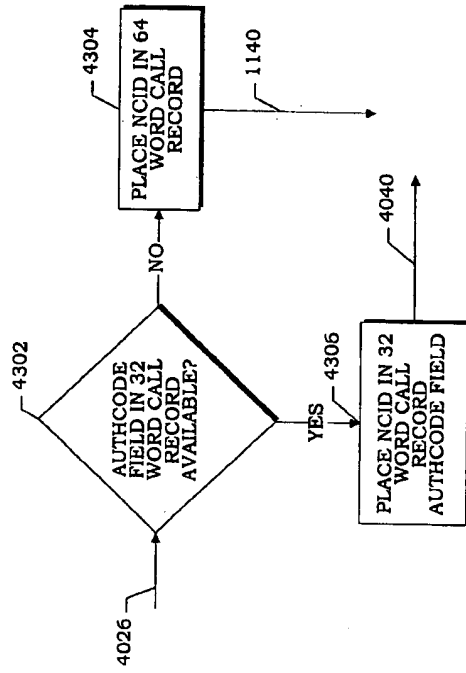 4026
4302
AUTHCODE
FIELD IN 32
WORD CALL
RECORD
AVAILABLE?
NO
4304
PLACE NCID IN 64
WORD CALL
RECORD
1140
YES
4306
PLACE NCID IN 32
WORD CALL
RECORD
AUTHCODE FIELD
4040